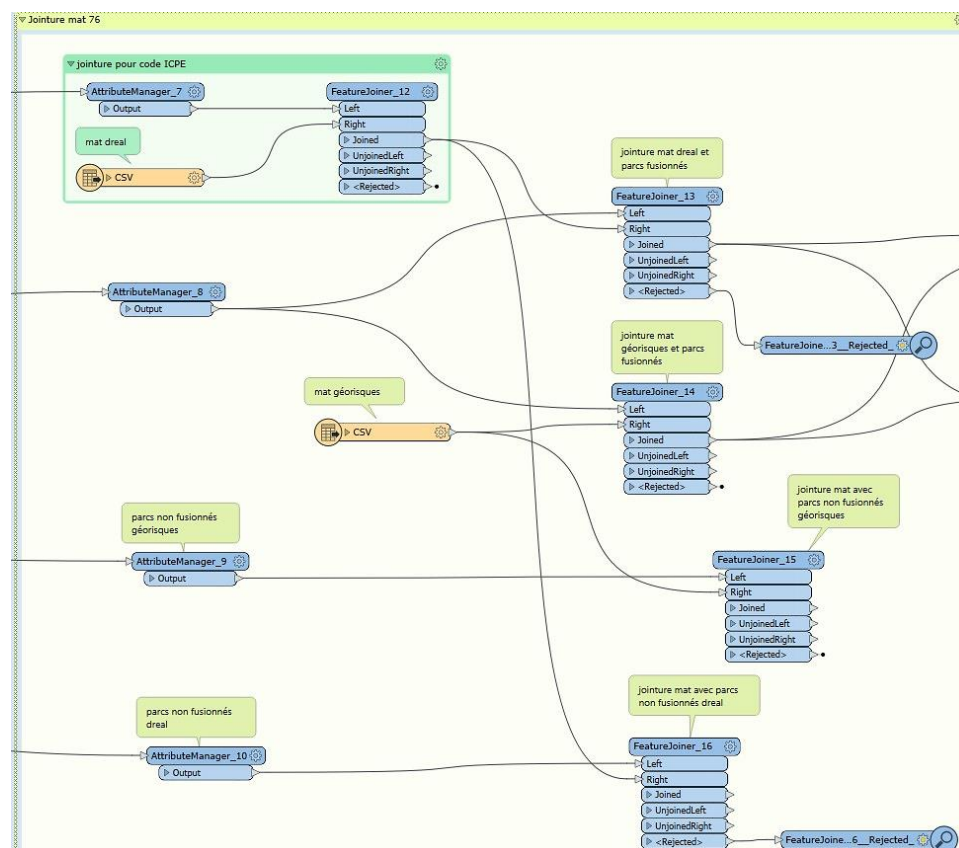 Jointure mat 76
jointure pour code ICPE
AttributeManager_7
Output
mat dreal
CSV
FeatureJoiner_12
Left
Right
Joined
UnjoinedLeft
UnjoinedRight
<Rejected>
jointure mat dreal et
parcs fusionnés
FeatureJoiner_13
Left
Right
Joined
UnjoinedLeft
UnjoinedRight
<Rejected>
AttributeManager_8
Output
FeatureJoine...3__Rejected_
jointure mat
géorisques et parcs
fusionnés
FeatureJoiner_14
Left
Right
Joined
UnjoinedLeft
UnjoinedRight
<Rejected>
mat géorisques
CSV
parcs non fusionnés
géorisques
AttributeManager_9
Output
jointure mat avec
parcs non fusionnés
géorisques
FeatureJoiner_15
Left
Right
Joined
UnjoinedLeft
UnjoinedRight
<Rejected>
parcs non fusionnés
dreal
AttributeManager_10
Output
jointure mat avec parcs
non fusionnés dreal
FeatureJoiner_16
Left
Right
Joined
UnjoinedLeft
UnjoinedRight
<Rejected>
FeatureJoine...6__Rejected_